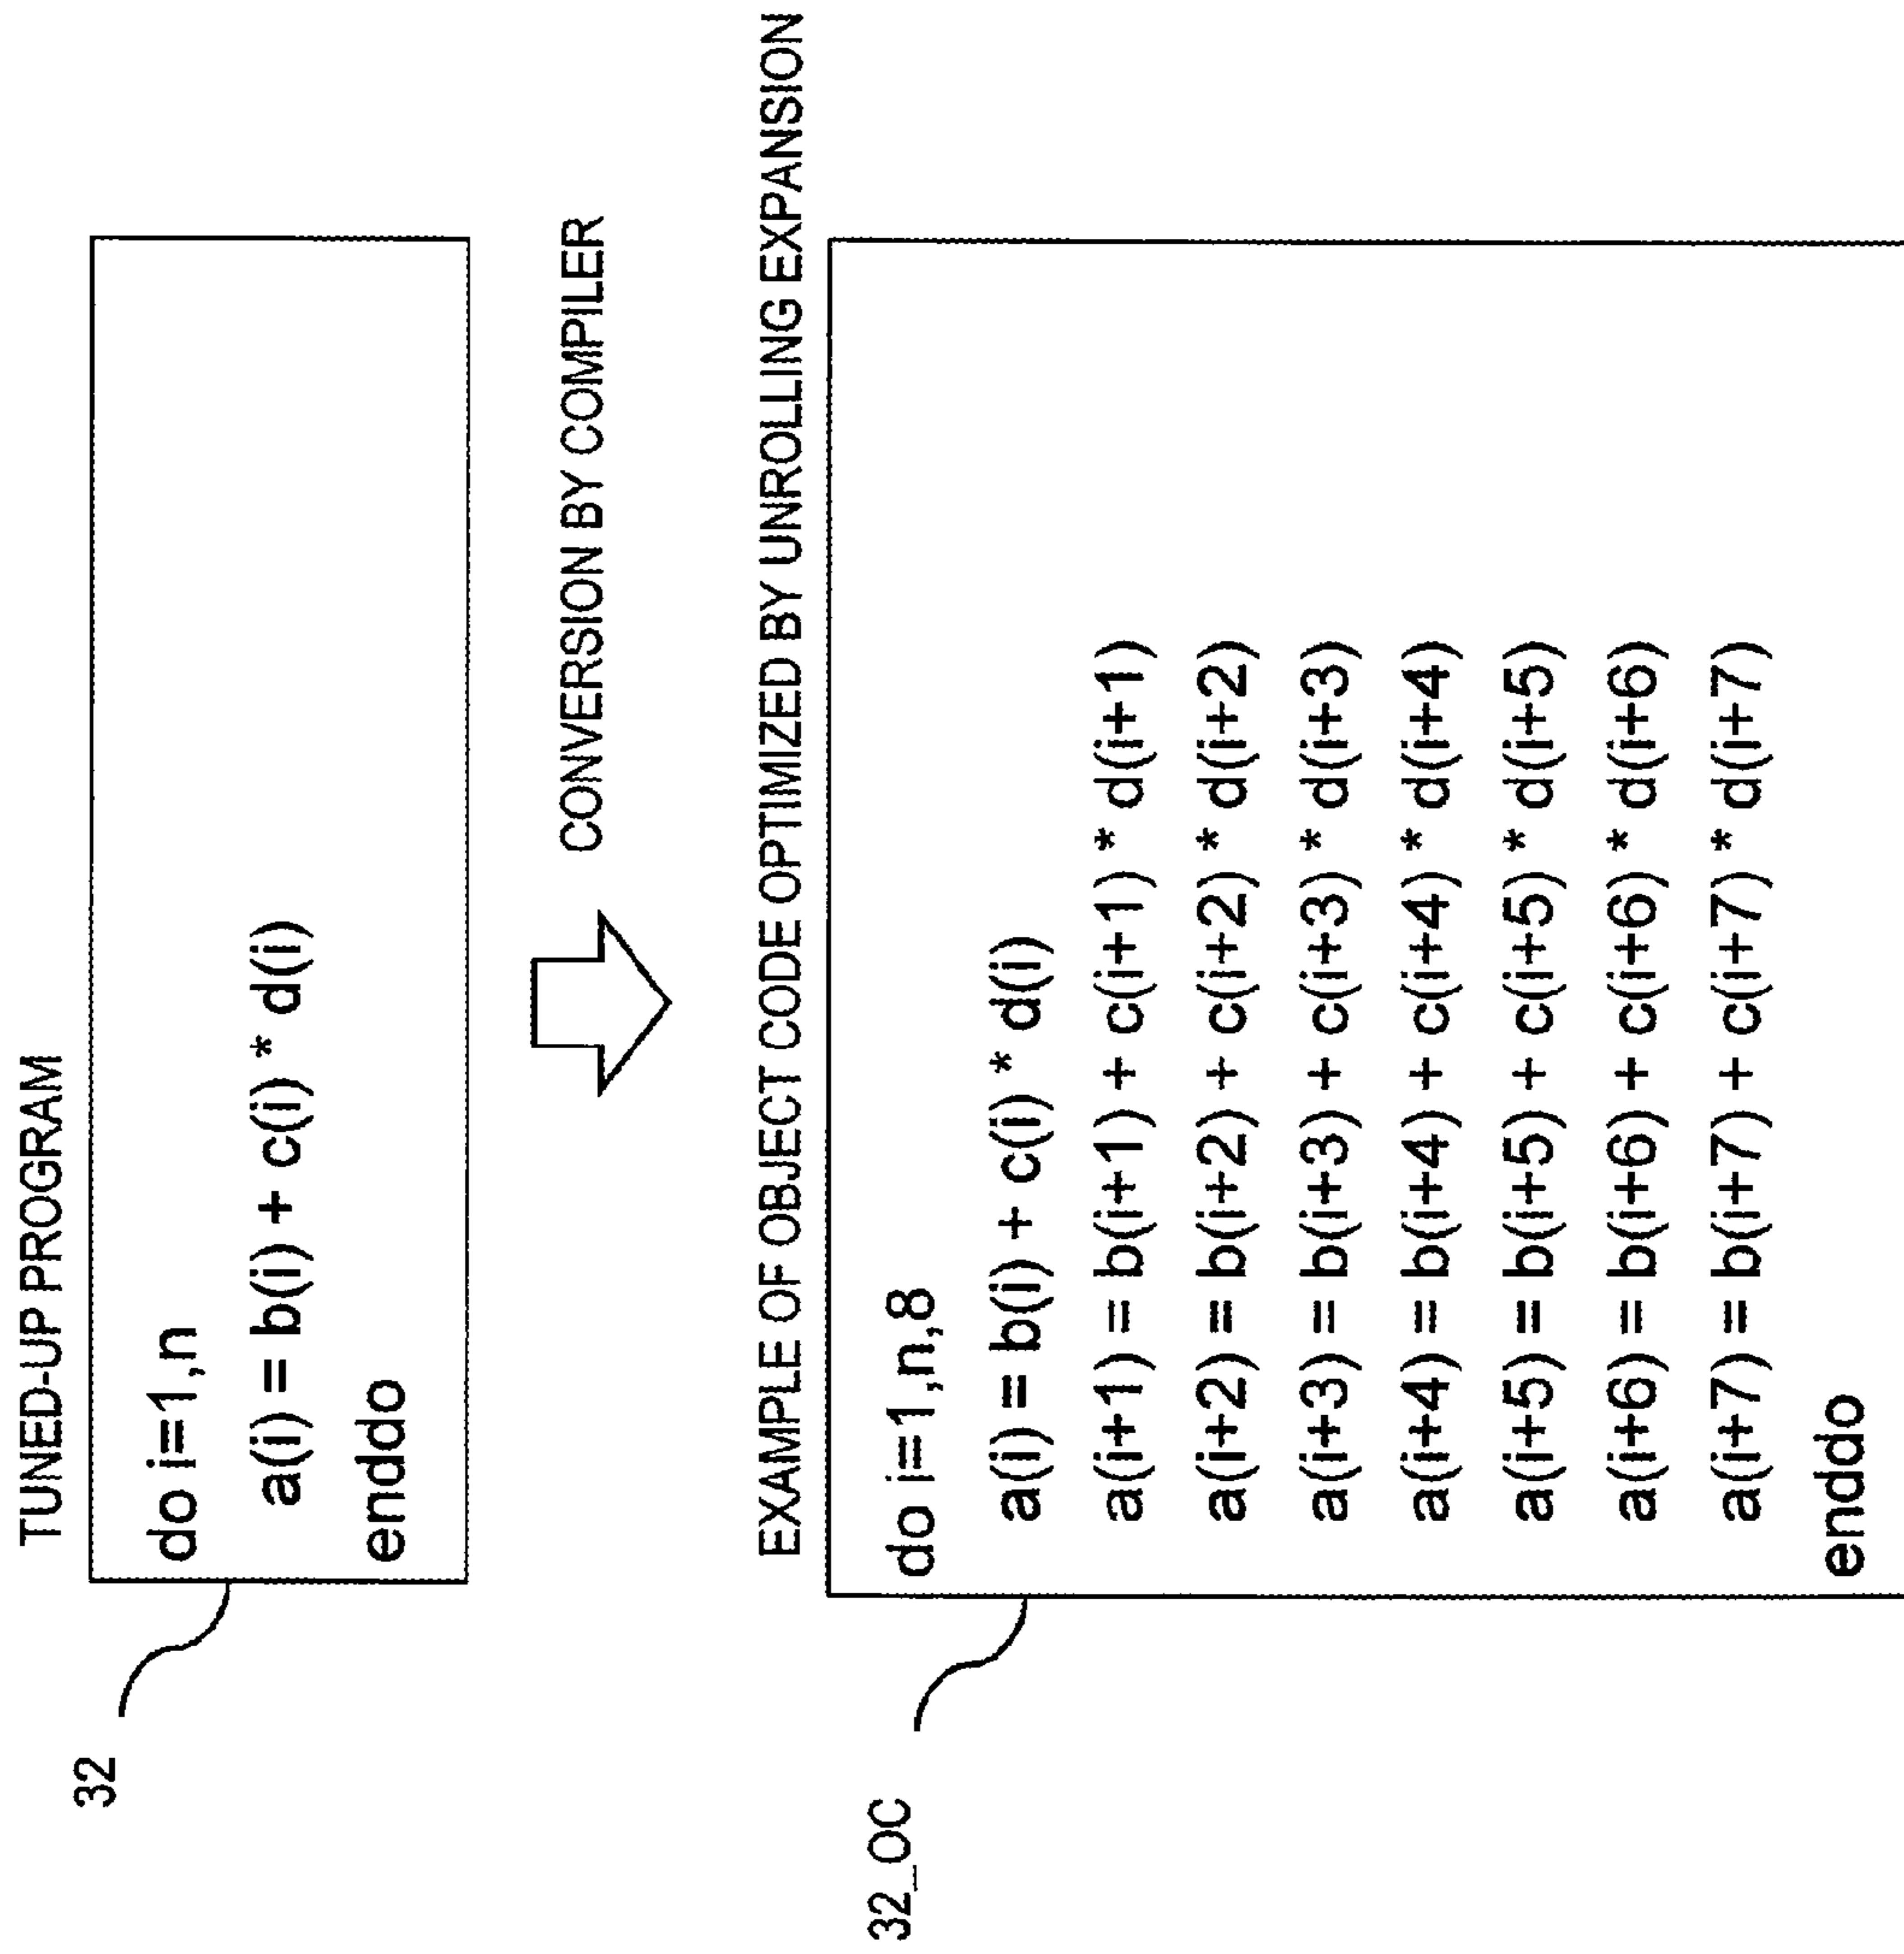 TUNED-UP PROGRAM
32
do i=1,n
a(i) = b(i) + c(i) * d(i)
enddo
CONVERSION BY COMPILER
EXAMPLE OF OBJECT CODE OPTIMIZED BY UNROLLING EXPANSION
32_OC
do i=1,n,8
a(i) = b(i) + c(i) * d(i)
a(i+1) = b(i+1) + c(i+1) * d(i+1)
a(i+2) = b(i+2) + c(i+2) * d(i+2)
a(i+3) = b(i+3) + c(i+3) * d(i+3)
a(i+4) = b(i+4) + c(i+4) * d(i+4)
a(i+5) = b(i+5) + c(i+5) * d(i+5)
a(i+6) = b(i+6) + c(i+6) * d(i+6)
a(i+7) = b(i+7) + c(i+7) * d(i+7)
enddo